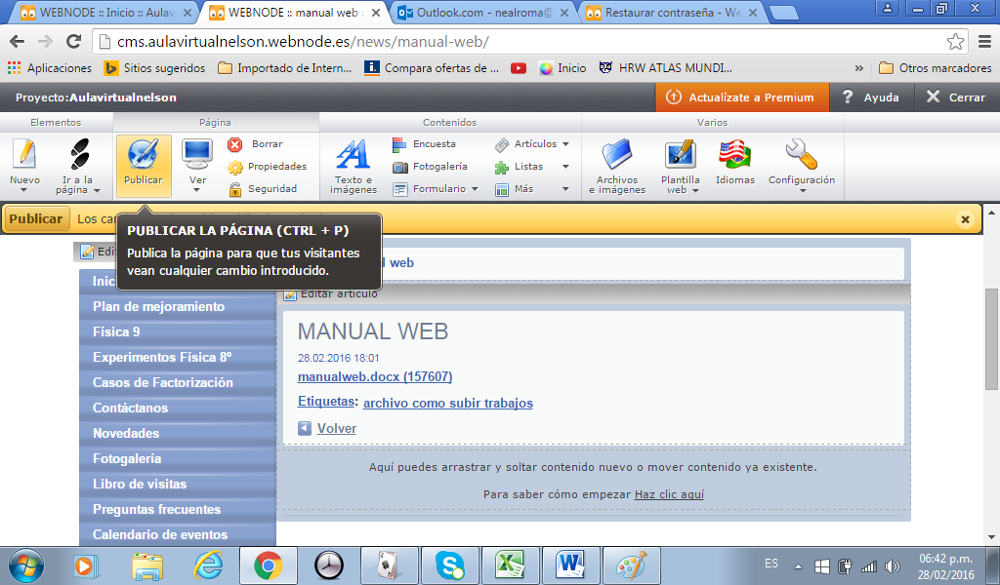 WEBNODE :: Inicio :: Aulav
WEBNODE :: manual web :
Outlook.com - nealroma@
Restaurar contraseña - We
cms.aulavirtualnelson.webnode.es/news/manual-web/
Aplicaciones
Sitios sugeridos
Importado de Intern...
Compara ofertas de ...
Inicio
HRW ATLAS MUNDI...
»
Otros marcadores
Proyecto:Aulavirtualnelson
Actualízate a Premium
? Ayuda
Cerrar
Elementos
Página
Contenidos
Varios
Nuevo
Ir a la página
Publicar
Ver
Borrar
Propiedades
Seguridad
Texto e imágenes
Encuesta
Fotogalería
Formulario
Artículos
Listas
Más
Archivos e imágenes
Plantilla web
Idiomas
Configuración
Publicar
Los
PUBLICAR LA PÁGINA (CTRL + P)
Publica la página para que tus visitantes
vean cualquier cambio introducido.
web
Editar artículo
Plan de mejoramiento
Física 9
Experimentos Física 8º
Casos de Factorización
Contáctanos
Novedades
Fotogalería
Libro de visitas
Preguntas frecuentes
Calendario de eventos
MANUAL WEB
28.02.2016 18:01
manualweb.docx (157607)
Etiquetas: archivo como subir trabajos
Volver
Aquí puedes arrastrar y soltar contenido nuevo o mover contenido ya existente.
Para saber cómo empezar Haz clic aquí
ES
06:42 p.m.
28/02/2016